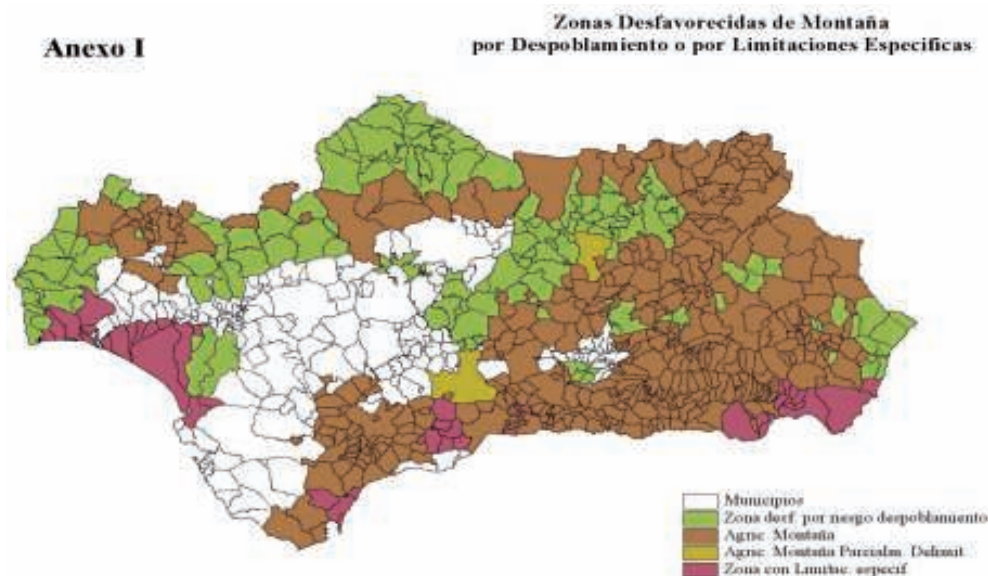 Zonas Desfavorecidas de Montaña
por Despoblamiento o por Limitaciones Específicas
Anexo I
Municipios
Zona desf. por riesgo despoblamiento
Agric. Montaña
Agric. Montaña Parcialm. Delimit.
Zona con Limitac. especif